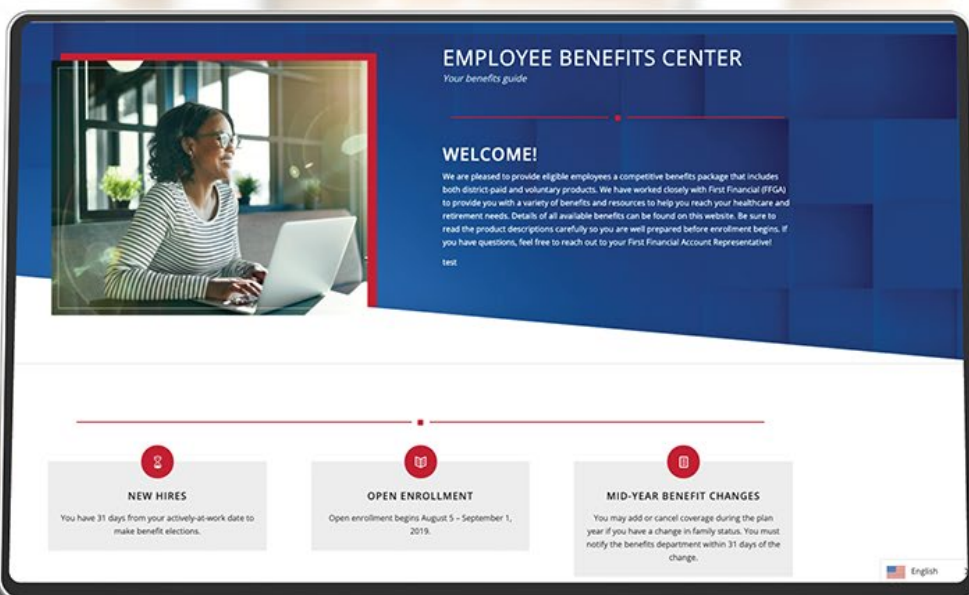 EMPLOYEE BENEFITS CENTER
Your benefits guide
WELCOME!
We are pleased to provide eligible employees a competitive benefits package that includes
both district-paid and voluntary products. We have worked closely with First Financial (FFGA)
to provide you with a variety of benefits and resources to help you reach your healthcare and
retirement needs. Details of all available benefits can be found on this website. Be sure to
read the product descriptions carefully so you are well prepared before enrollment begins. If
you have questions, feel free to reach out to your First Financial Account Representative!
test
NEW HIRES
You have 31 days from your actively-at-work date to
make benefit elections.
OPEN ENROLLMENT
Open enrollment begins August 5 – September 1,
2019.
MID-YEAR BENEFIT CHANGES
You may add or cancel coverage during the plan
year if you have a change in family status. You must
notify the benefits department within 31 days of the
change.
English